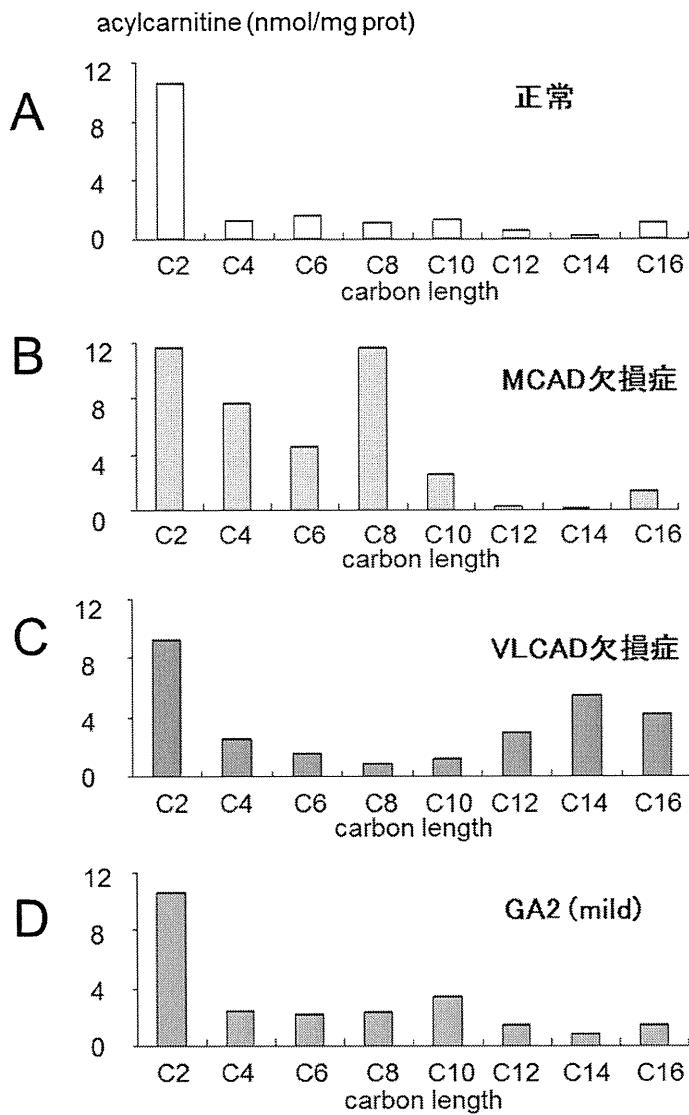 acylcarnitine (nmol/mg prot)
A
正常
12
8
4
0
C2 C4 C6 C8 C10 C12 C14 C16
carbon length
B
MCAD欠損症
12
8
4
0
C2 C4 C6 C8 C10 C12 C14 C16
carbon length
C
VLCAD欠損症
12
8
4
0
C2 C4 C6 C8 C10 C12 C14 C16
carbon length
D
GA2 (mild)
12
8
4
0
C2 C4 C6 C8 C10 C12 C14 C16
carbon length